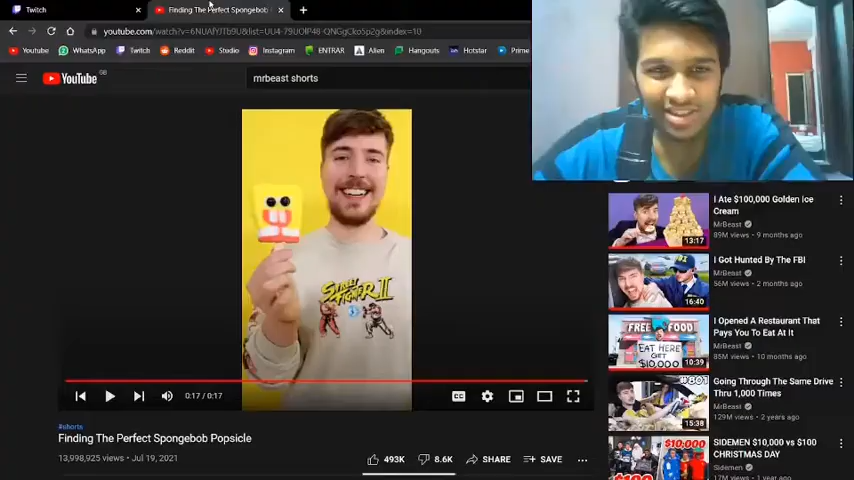 Twitch
Finding The Perfect Spongebob
youtube.com/watch?v=6NUAfYJTb9U&list=UU4-79UOlP48-QNGgCko5p2g&index=10
Youtube WhatsApp Twitch Reddit Studio Instagram ENTRAR Alien Hangouts Hotstar Prime
YouTube GB
mrbeast shorts
STREET FIGHTER II
0:17 / 0:17
CC
#shorts
Finding The Perfect Spongebob Popsicle
13,998,925 views • Jul 19, 2021
493K
8.6K
SHARE
SAVE
I Ate $100,000 Golden Ice
Cream
MrBeast
89M views • 9 months ago
13:17
I Got Hunted By The FBI
MrBeast
56M views • 2 months ago
FBI
16:40
I Opened A Restaurant That
Pays You To Eat At It
MrBeast
85M views • 10 months ago
FREE FOOD
EAT HERE
GET
$10,000
10:39
Going Through The Same Drive
Thru 1,000 Times
MrBeast
129M views • 2 years ago
15:38
SIDEMEN $10,000 vs $100
CHRISTMAS DAY
Sidemen
17M views • 1 year ago
$10,000
$100